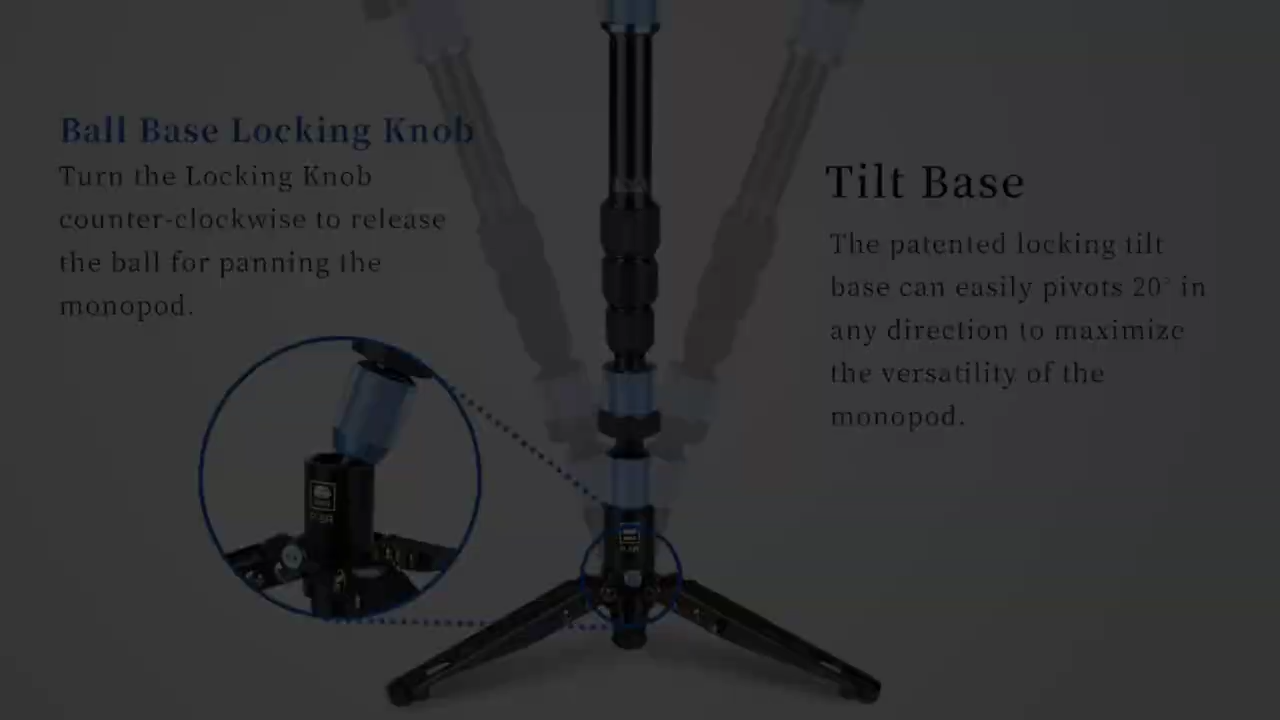 Ball Base Locking Knob
Turn the Locking Knob
counter-clockwise to release
the ball for panning the
monopod.
Tilt Base
The patented locking tilt
base can easily pivots 20° in
any direction to maximize
the versatility of the
monopod.